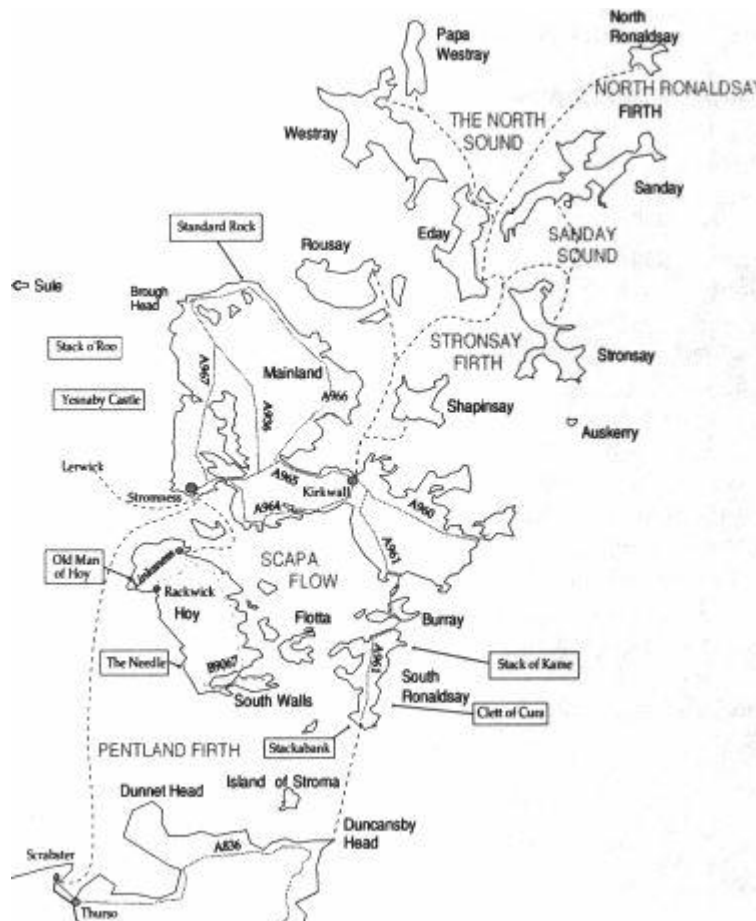 North
Ronaldsay
Papa
Westray
NORTH RONALDSAY
FIRTH
THE NORTH
SOUND
Westray
Sanday
Standard Rock
Rousay
Eday
SANDAY
SOUND
⇦ Sule
Brough
Head
STRONSAY
FIRTH
Stack o'Roo
Stronsay
A967
Mainland
A966
Yesnaby Castle
A986
Shapinsay
Auskerry
Lerwick
A965
Kirkwall
Stromness
A964
A960
A961
SCAPA
FLOW
Old Man
of Hoy
Linksness
Rackwick
Hoy
Flotta
Burray
The Needle
B9067
A961
Stack of Kame
South Walls
South
Ronaldsay
Clett of Cura
Stackabank
PENTLAND FIRTH
Island of Stroma
Dunnet Head
Duncansby
Head
A836
Scrabster
Thurso